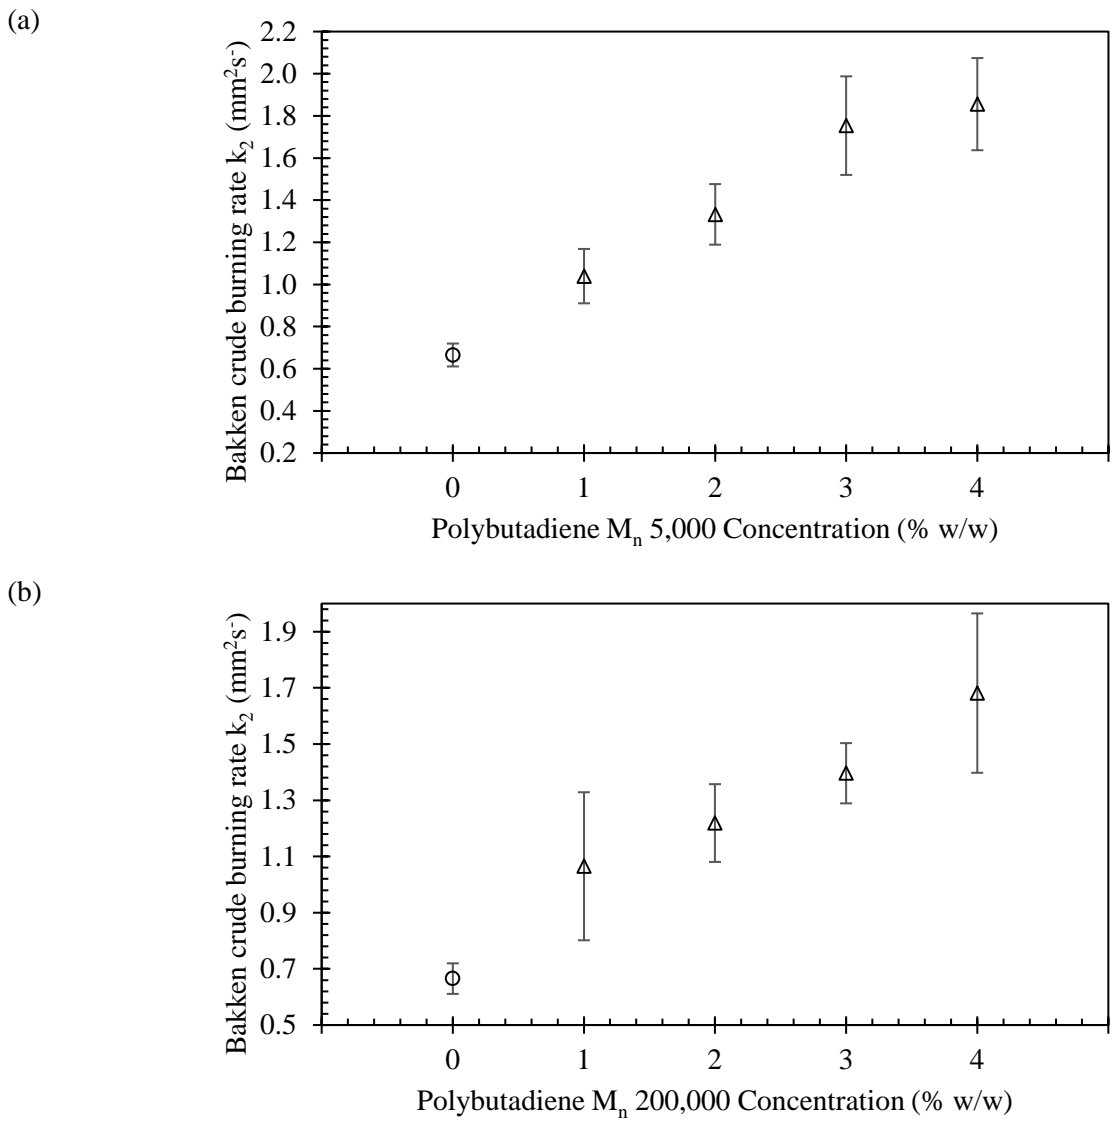 (a)
Bakken crude burning rate k₂ (mm²s⁻)
2.2
2.0
1.8
1.6
1.4
1.2
1.0
0.8
0.6
0.4
0.2
0 1 2 3 4
Polybutadiene Mₙ 5,000 Concentration (% w/w)
(b)
Bakken crude burning rate k₂ (mm²s⁻)
1.9
1.7
1.5
1.3
1.1
0.9
0.7
0.5
0 1 2 3 4
Polybutadiene Mₙ 200,000 Concentration (% w/w)